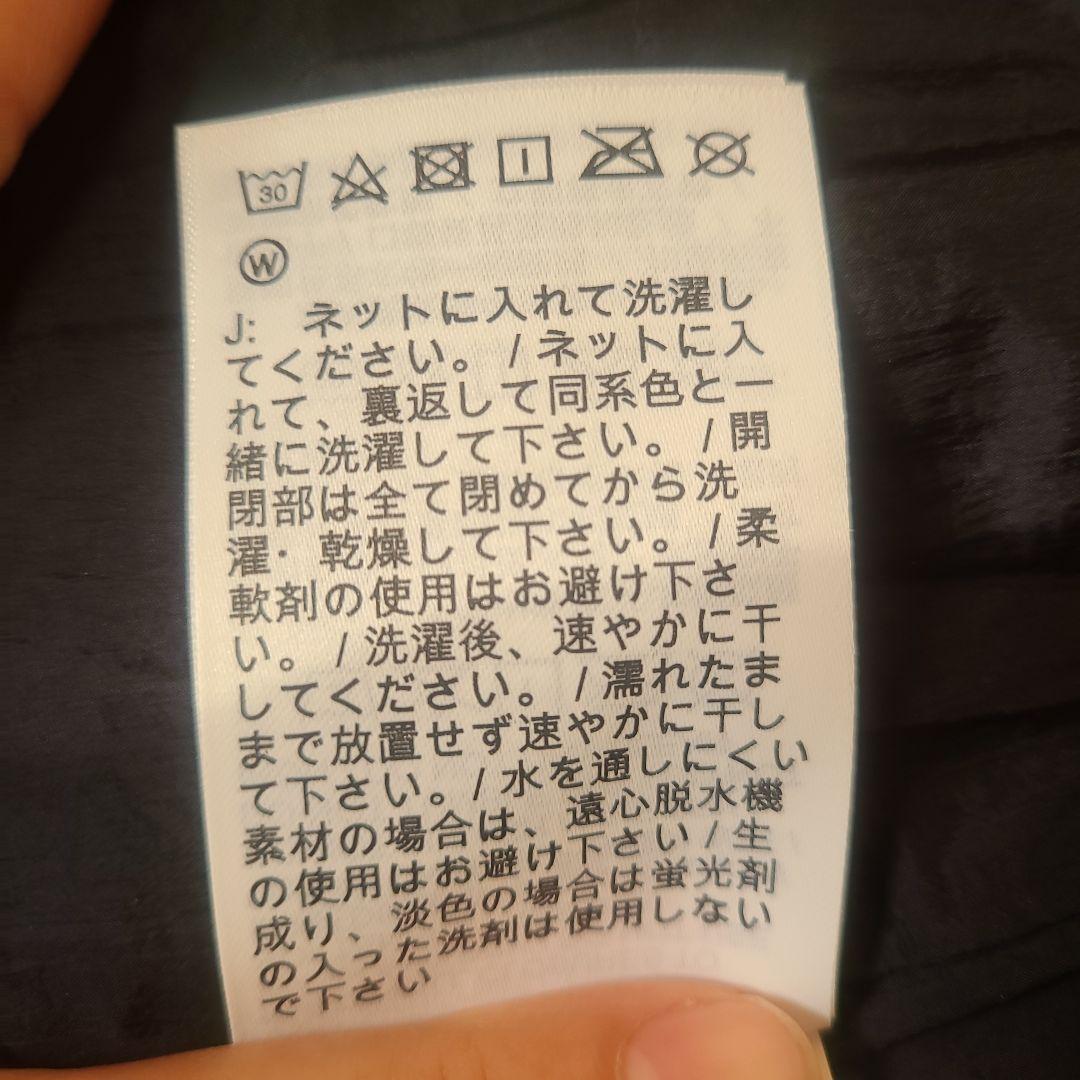 30
W
J: ネットに入れて洗濯し
てください。/ネットに入
れて、裏返して同系色と一
緒に洗濯して下さい。/開
閉部は全て閉めてから洗
濯・乾燥して下さい。/柔
軟剤の使用はお避け下さ
い。/洗濯後、速やかに干
してください。/濡れたま
まで放置せず速やかに干し
て下さい。/水を通しにくい
素材の場合は、遠心脱水機
の使用はお避け下さい/生
成り、淡色の場合は蛍光剤
の入った洗剤は使用しない
で下さい